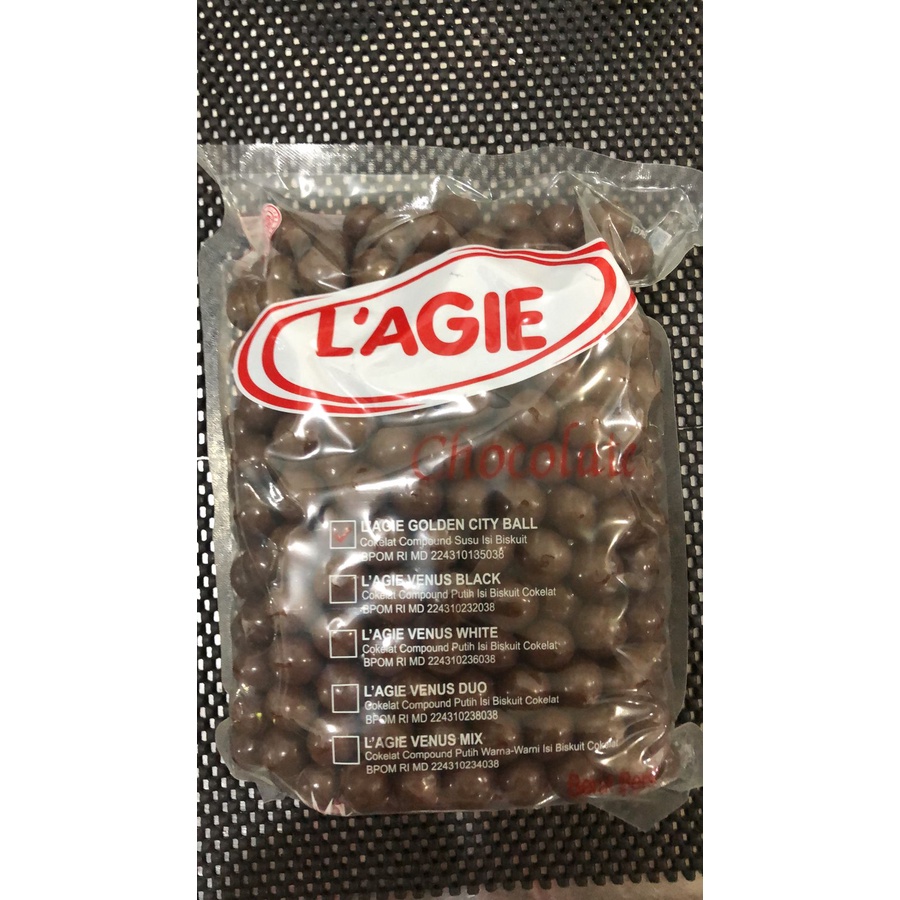 L'AGIE
Chocolate
L'AGIE GOLDEN CITY BALL
Cokelat Compound Susu Isi Biskuit
BPOM RI MD 224310135038
L'AGIE VENUS BLACK
Cokelat Compound Putih Isi Biskuit Cokelat
BPOM RI MD 224310232038
L'AGIE VENUS WHITE
Cokelat Compound Putih Isi Biskuit Cokelat
BPOM RI MD 224310236038
L'AGIE VENUS DUO
Cokelat Compound Putih Isi Biskuit Cokelat
BPOM RI MD 224310238038
L'AGIE VENUS MIX
Cokelat Compound Putih Warna-Warni Isi Biskuit Cokelat
BPOM RI MD 224310234038